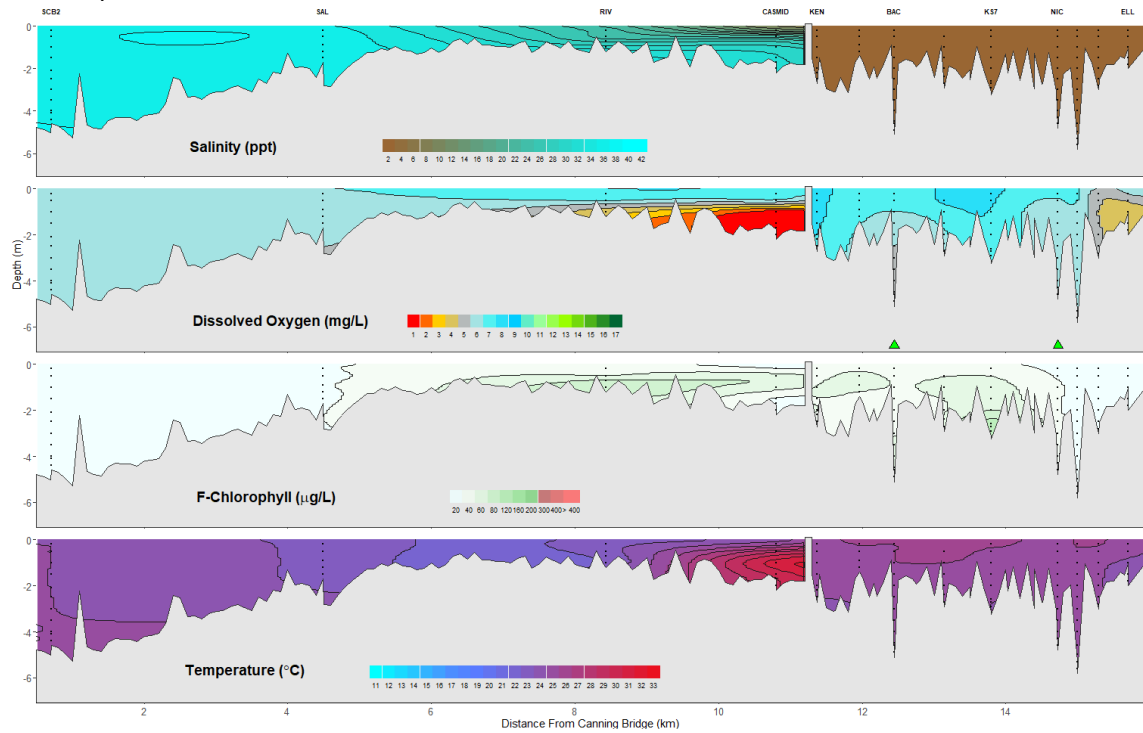 SCB2 SAL RIV CASMID KEN BAC KS7 NIC ELL
0
-2
-4
-6
Salinity (ppt)
2 4 6 8 10 12 14 16 18 20 22 24 26 28 30 32 34 36 38 40 42
0
-2
-4
-6
Dissolved Oxygen (mg/L)
1 2 3 4 5 6 7 8 9 10 11 12 13 14 15 16 17
Depth (m)
0
-2
-4
-6
F-Chlorophyll (µg/L)
20 40 60 80 120 160 200 300 400 > 400
0
-2
-4
-6
Temperature (°C)
11 12 13 14 15 16 17 18 19 20 21 22 23 24 25 26 27 28 29 30 31 32 33
2 4 6 8 10 12 14
Distance From Canning Bridge (km)